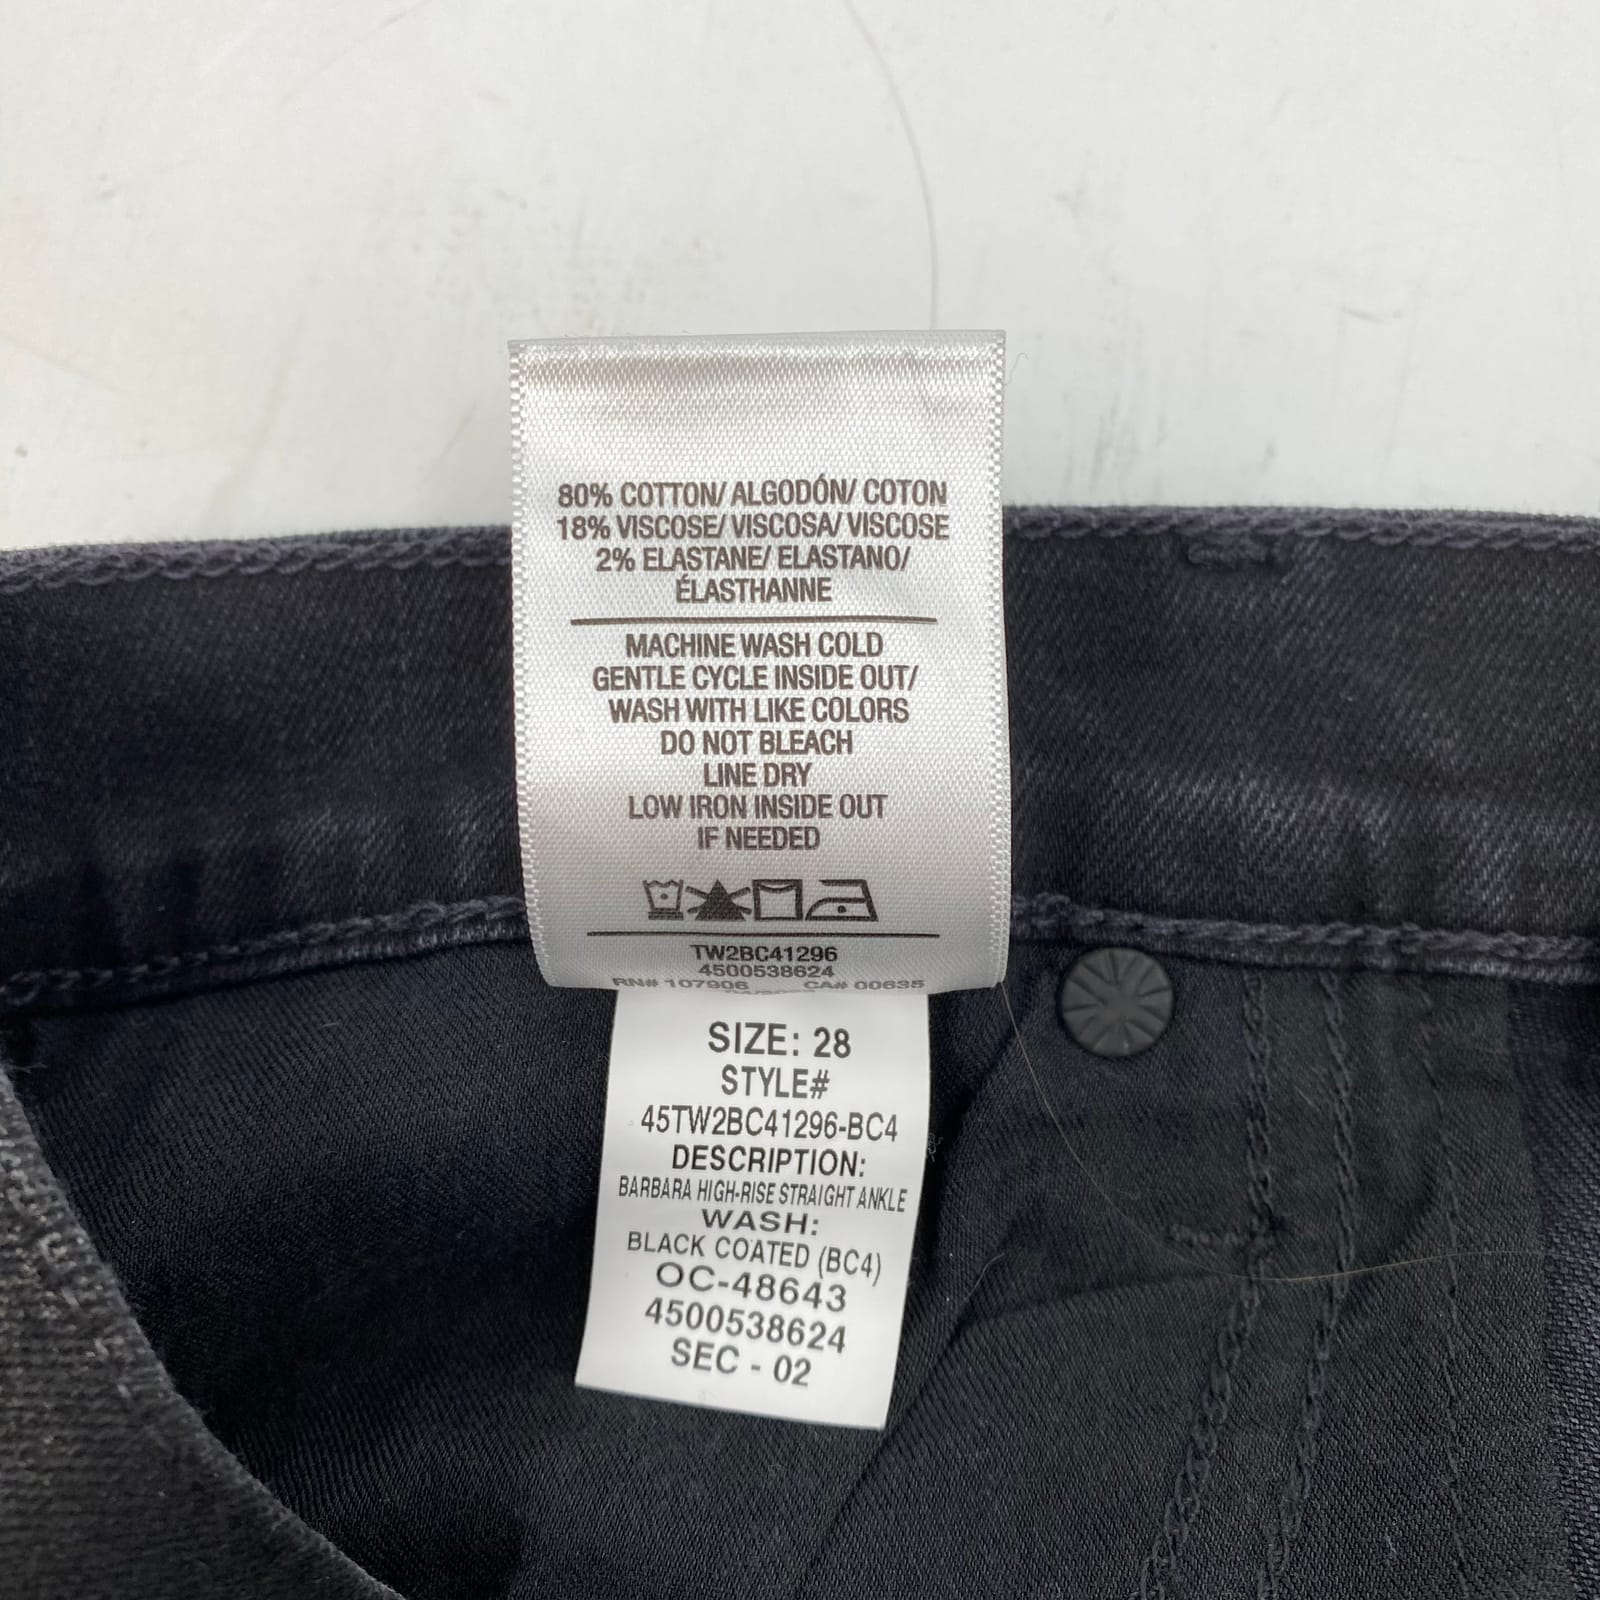 80% COTTON/ ALGODÓN/ COTON
18% VISCOSE/ VISCOSA/ VISCOSE
2% ELASTANE/ ELASTANO/
ÉLASTHANNE
MACHINE WASH COLD
GENTLE CYCLE INSIDE OUT/
WASH WITH LIKE COLORS
DO NOT BLEACH
LINE DRY
LOW IRON INSIDE OUT
IF NEEDED
TW2BC41296
4500538624
RN# 107906 CA# 00635
SIZE: 28
STYLE#
45TW2BC41296-BC4
DESCRIPTION:
BARBARA HIGH-RISE STRAIGHT ANKLE
WASH:
BLACK COATED (BC4)
OC-48643
4500538624
SEC - 02